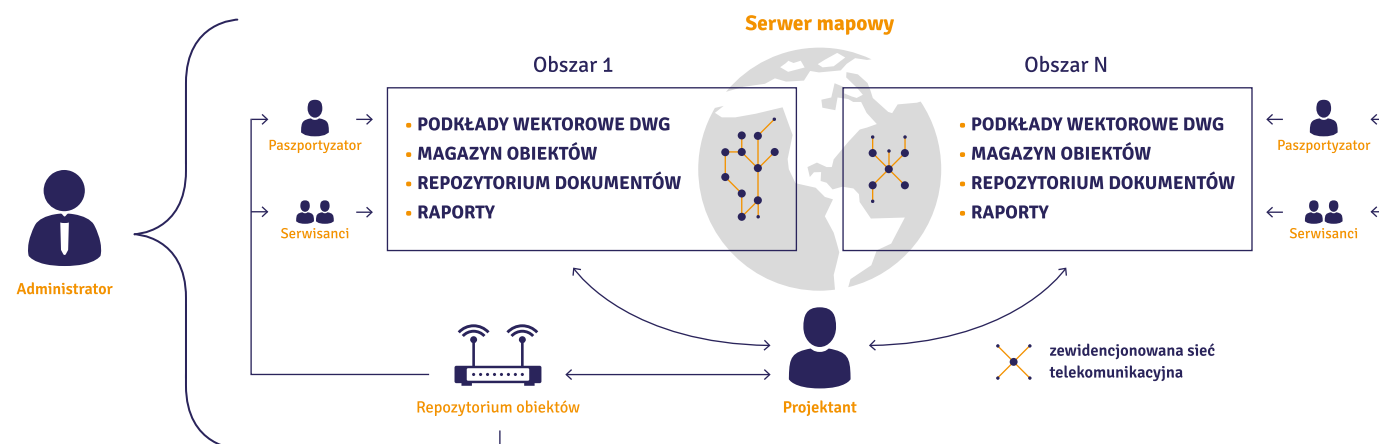 Serwer mapowy
Obszar 1
Obszar N
Administrator
Paszportyzator
Serwisanci
▪ PODKŁADY WEKTOROWE DWG
▪ MAGAZYN OBIEKTÓW
▪ REPOZYTORIUM DOKUMENTÓW
▪ RAPORTY
▪ PODKŁADY WEKTOROWE DWG
▪ MAGAZYN OBIEKTÓW
▪ REPOZYTORIUM DOKUMENTÓW
▪ RAPORTY
Paszportyzator
Serwisanci
Repozytorium obiektów
Projektant
zewidencjonowana sieć
telekomunikacyjna